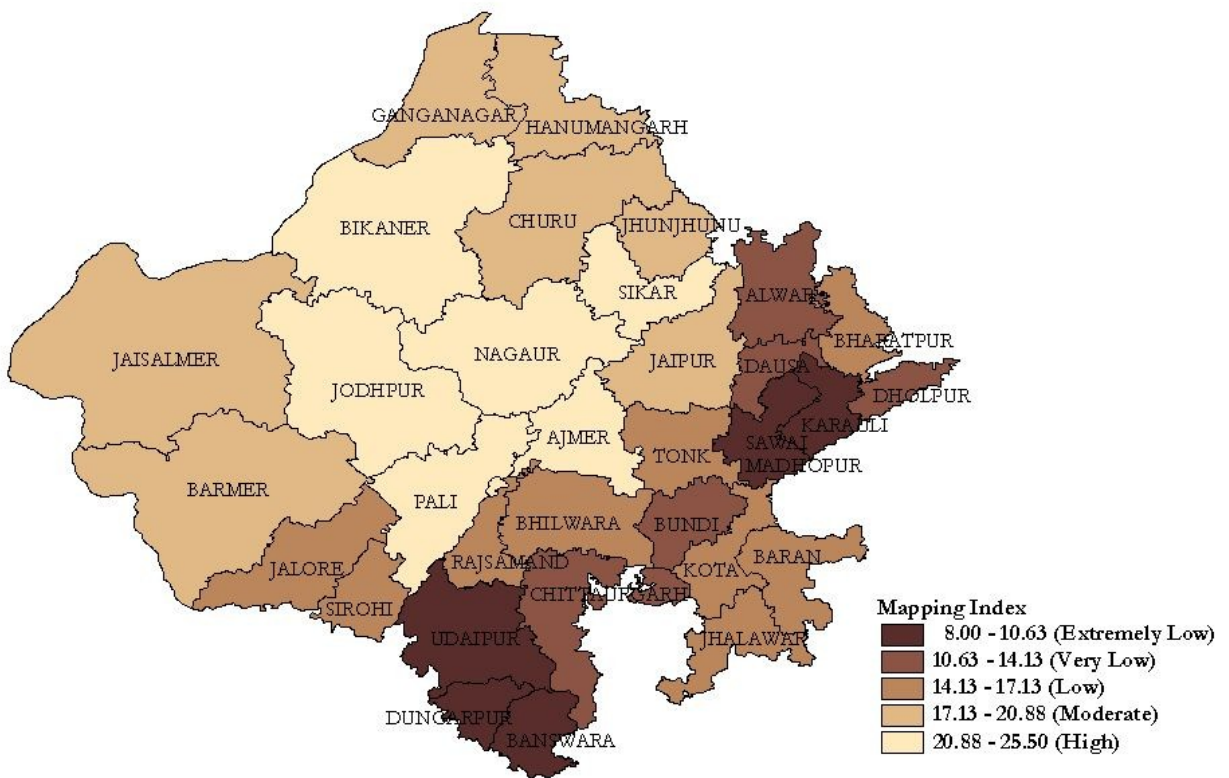 GANGANAGAR
HANUMANGARH
BIKANER
CHURU
JHUNJHUNU
SIKAR
ALWAR
JAISALMER
NAGAUR
JAIPUR
BHARATPUR
DAUSA
JODHPUR
DHOLPUR
KARAULI
AJMER
SAWAI
MADHOPUR
TONK
BARMER
PALI
BHILWARA
BUNDI
BARAN
JALORE
RAJSAMAND
KOTA
CHITTAURGARH
SIROHI
UDAIPUR
JHALAWAR
DUNGARPUR
BANSWARA
Mapping Index
8.00 - 10.63 (Extremely Low)
10.63 - 14.13 (Very Low)
14.13 - 17.13 (Low)
17.13 - 20.88 (Moderate)
20.88 - 25.50 (High)